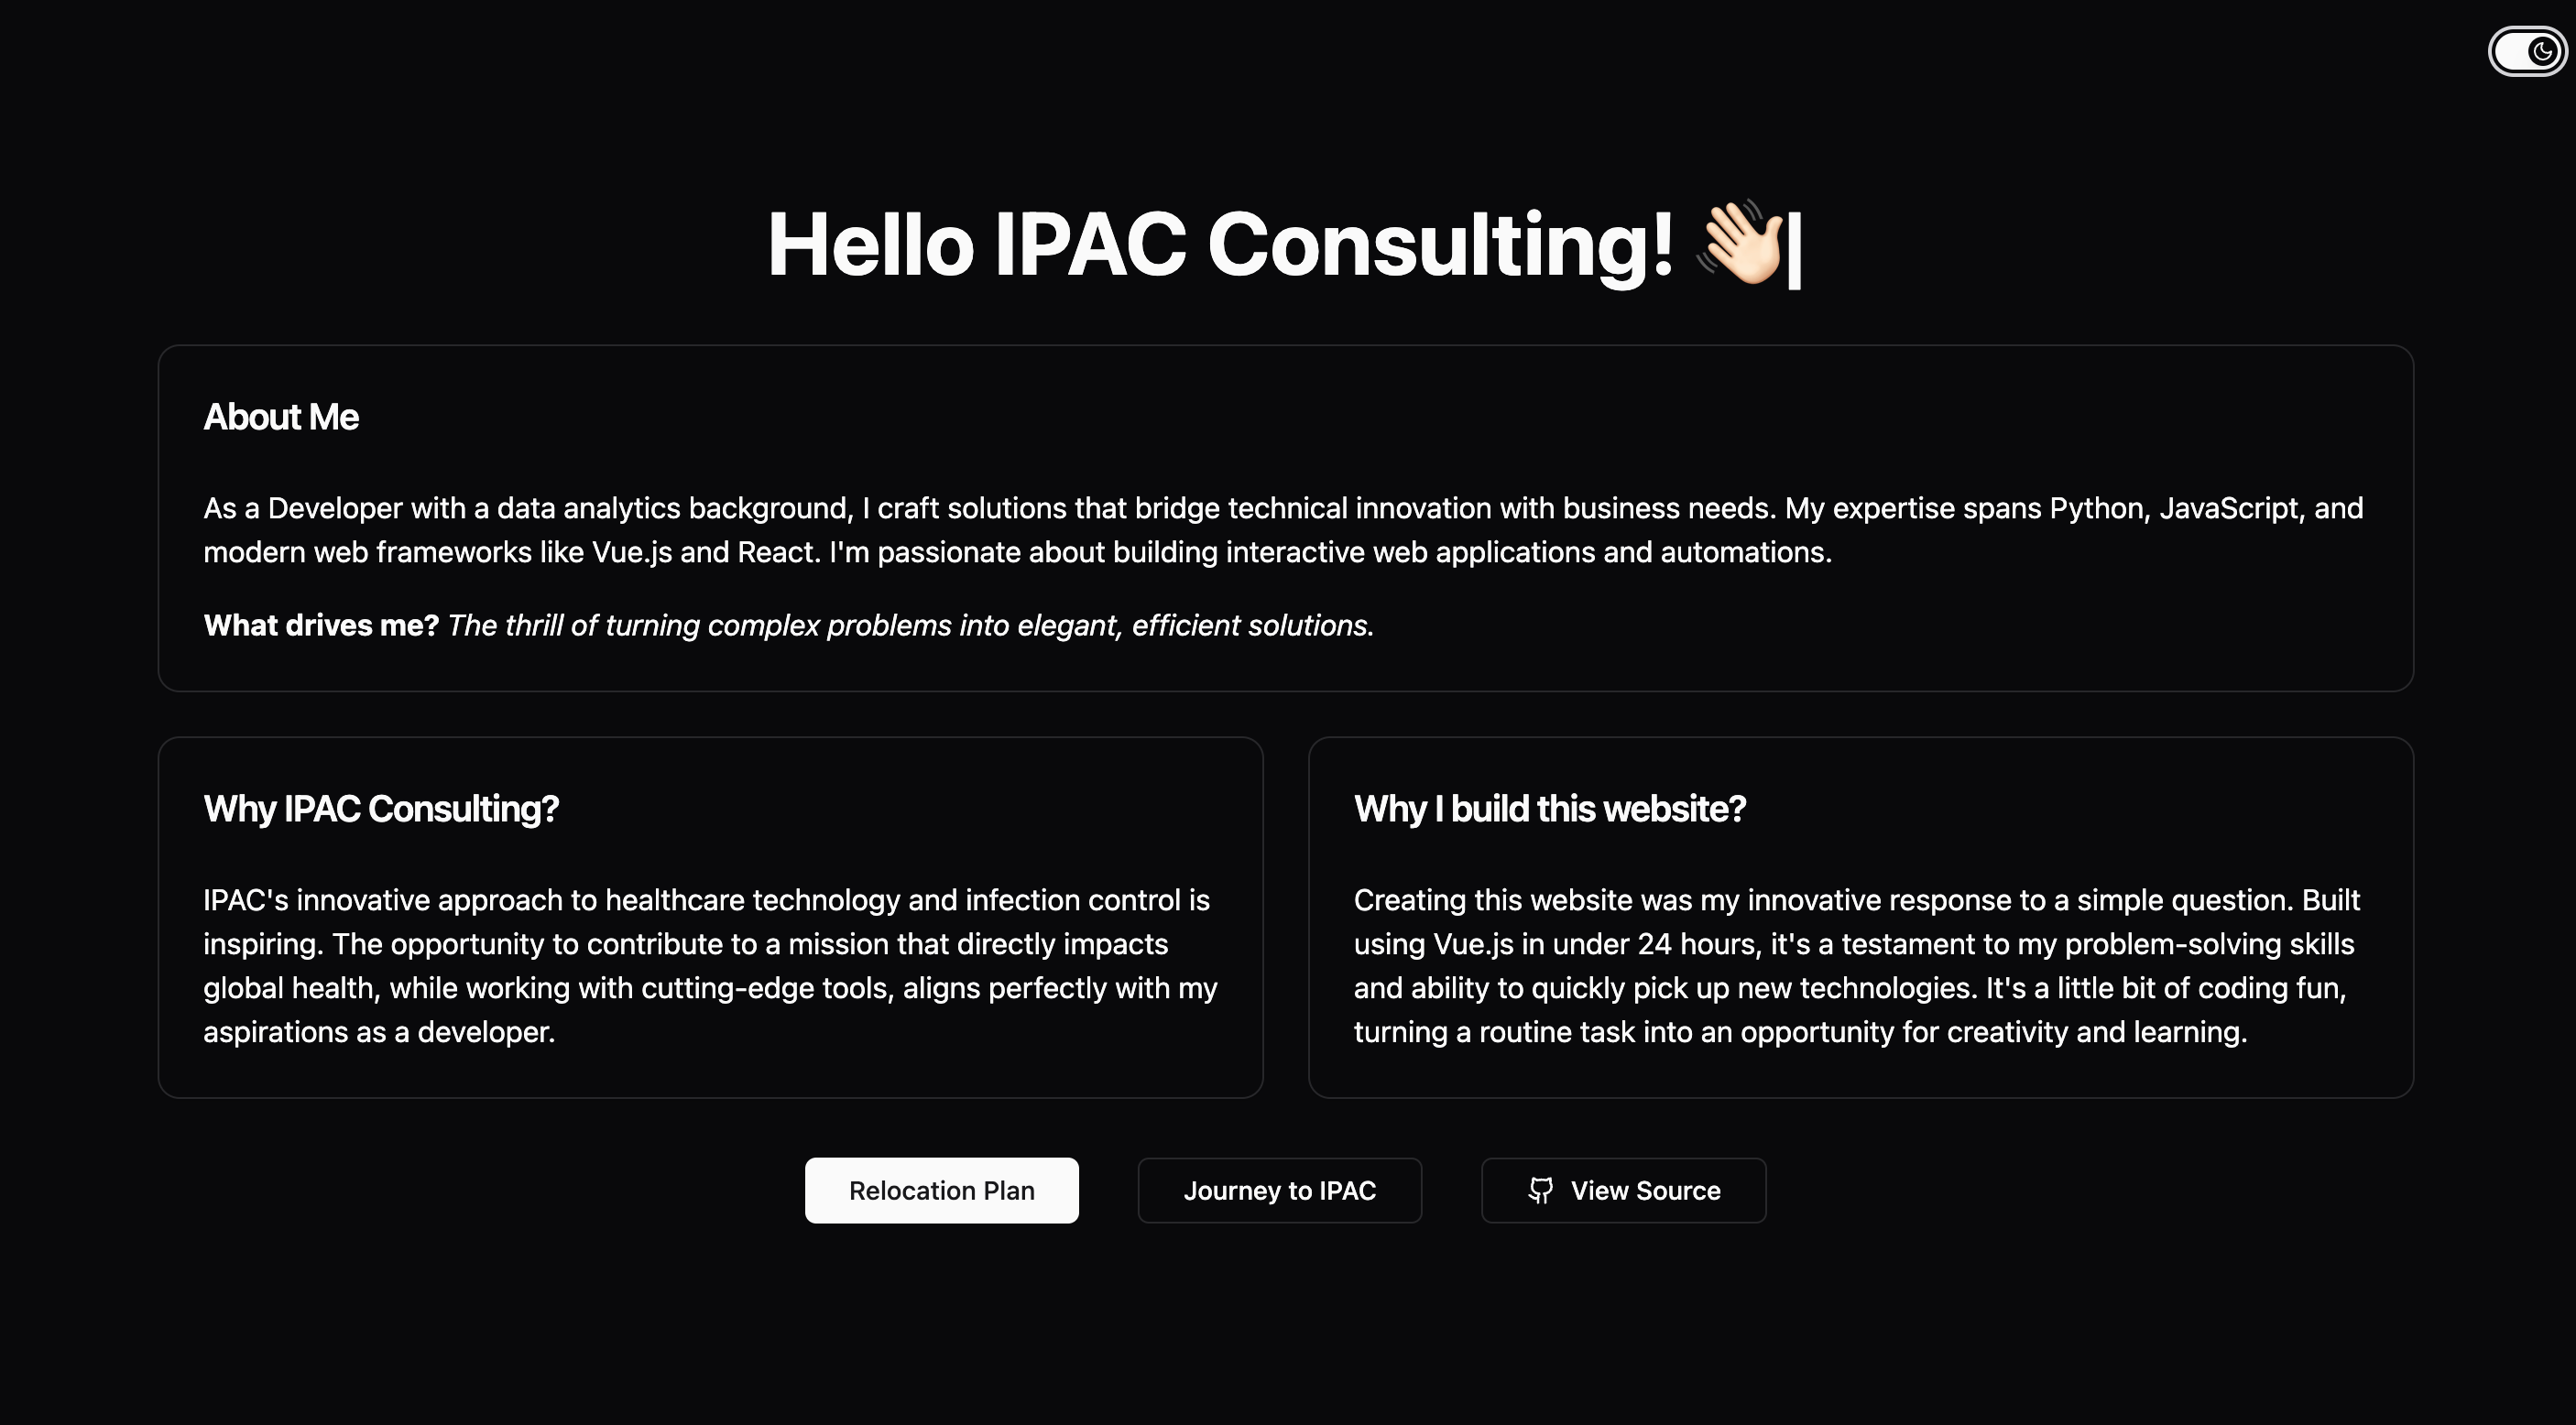 Hello IPAC Consulting! 👋🏻|
About Me
As a Developer with a data analytics background, I craft solutions that bridge technical innovation with business needs. My expertise spans Python, JavaScript, and
modern web frameworks like Vue.js and React. I'm passionate about building interactive web applications and automations.
What drives me? The thrill of turning complex problems into elegant, efficient solutions.
Why IPAC Consulting?
IPAC's innovative approach to healthcare technology and infection control is
inspiring. The opportunity to contribute to a mission that directly impacts
global health, while working with cutting-edge tools, aligns perfectly with my
aspirations as a developer.
Why I build this website?
Creating this website was my innovative response to a simple question. Built
using Vue.js in under 24 hours, it's a testament to my problem-solving skills
and ability to quickly pick up new technologies. It's a little bit of coding fun,
turning a routine task into an opportunity for creativity and learning.
Relocation Plan
Journey to IPAC
View Source